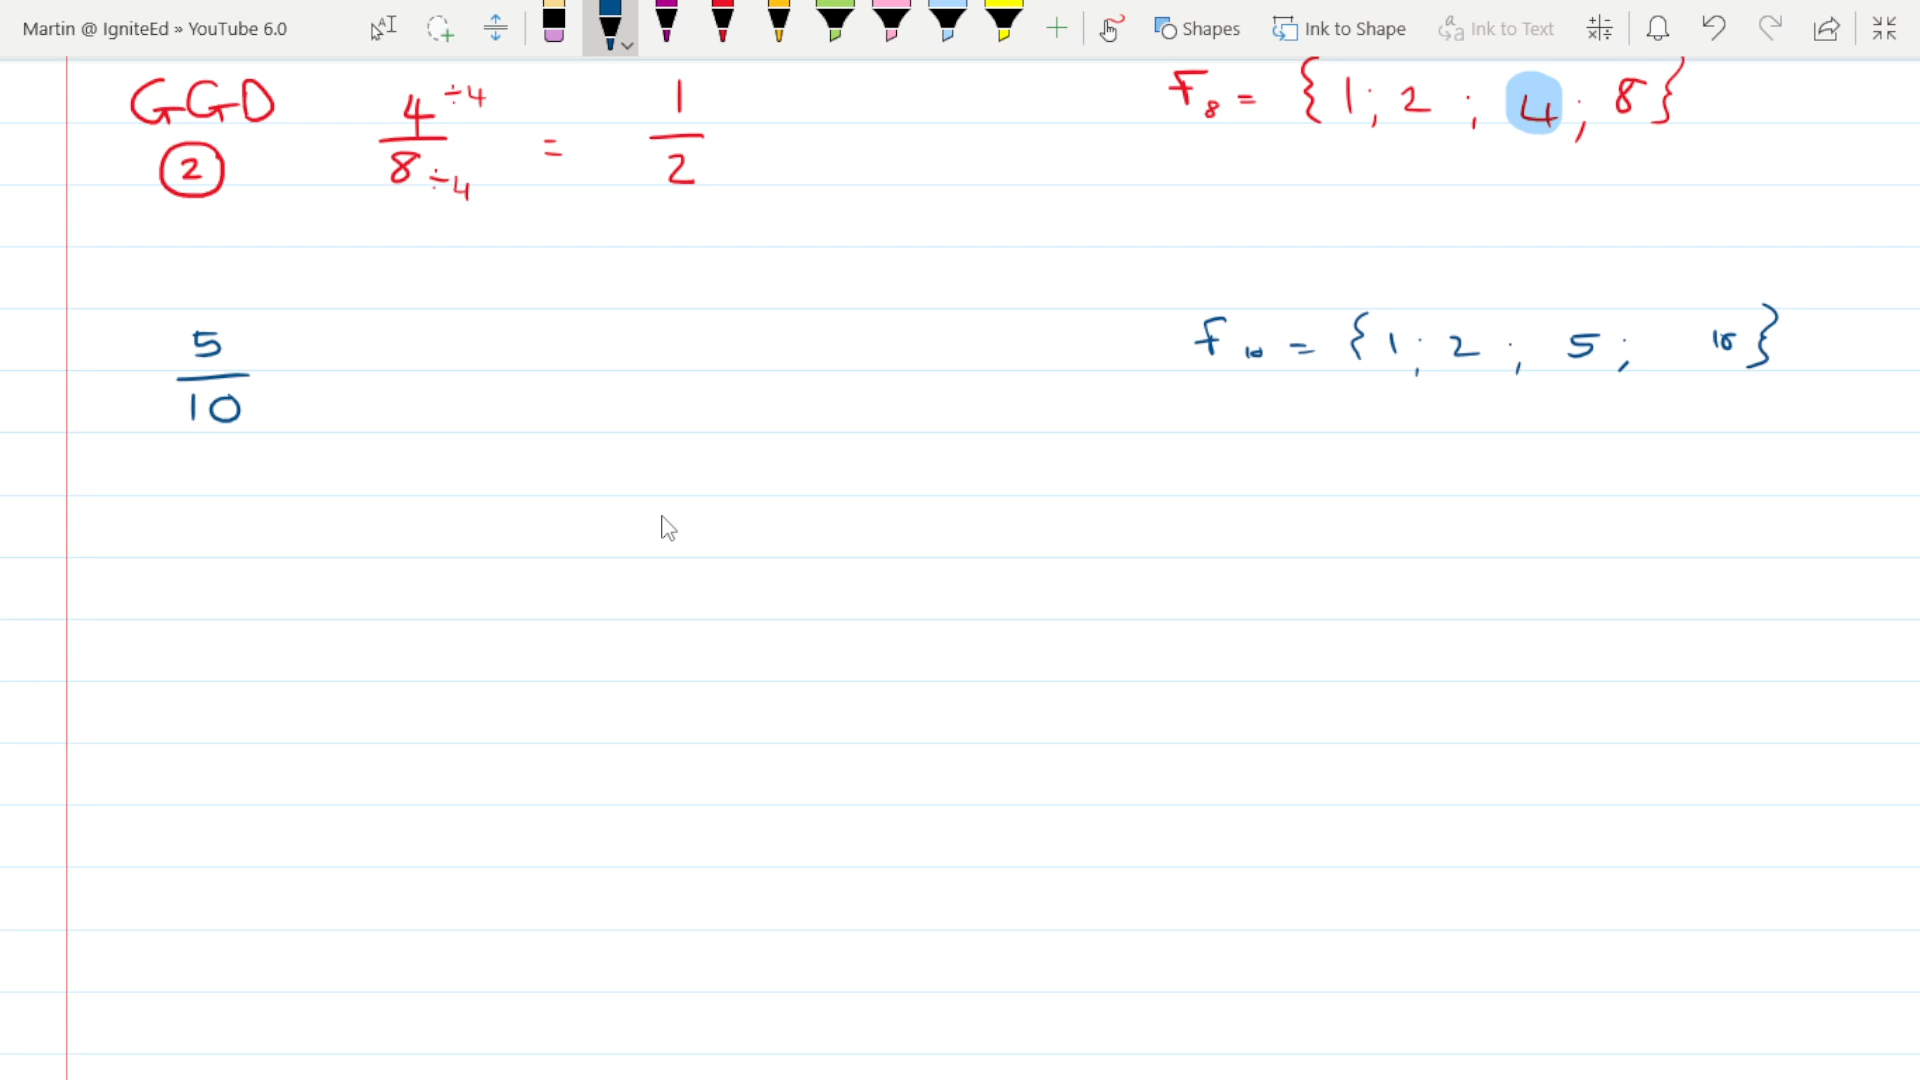 Martin @ IgniteEd » YouTube 6.0 Shapes Ink to Shape Ink to Text
GGD
2
4 ÷4
8 ÷4
=
1
2
F8 = {1; 2 ; 4; 8}
5
10
F10 = {1; 2 ; 5; 10}